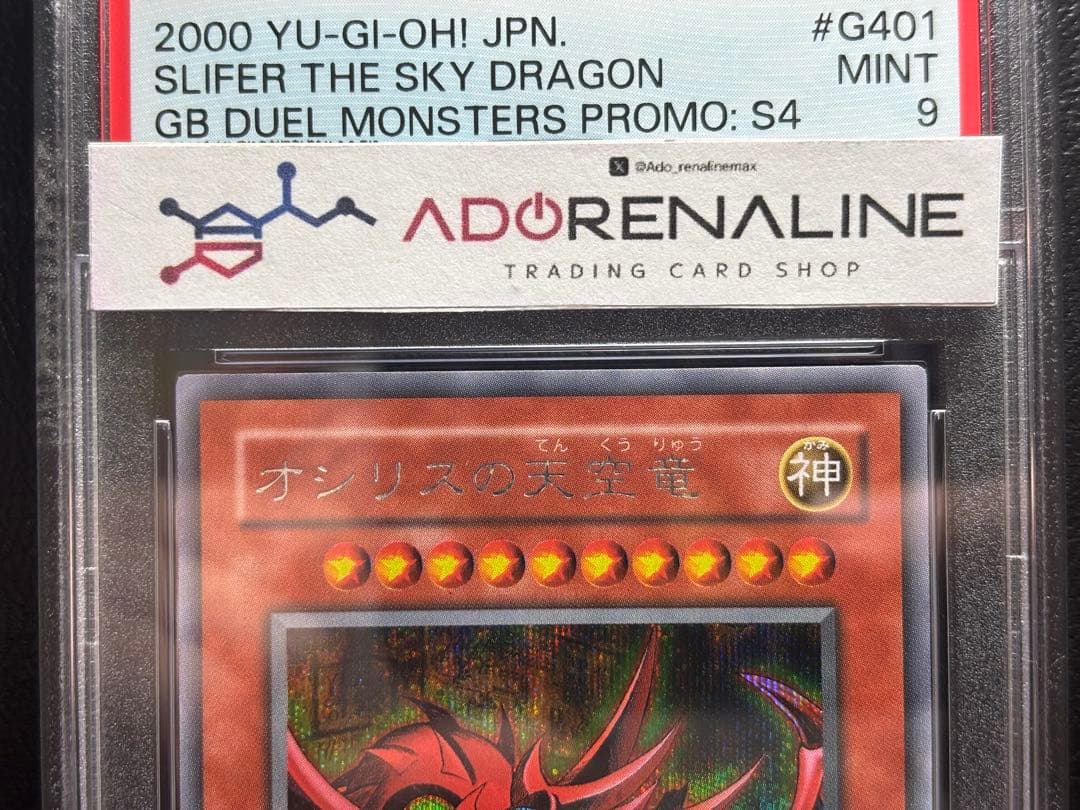 2000 YU-GI-OH! JPN. #G401
SLIFER THE SKY DRAGON MINT
GB DUEL MONSTERS PROMO: S4 9
X @Ado_renalinemax
ADORENALINE
TRADING CARD SHOP
てん くう りゅう かみ
オシリスの天空竜 神